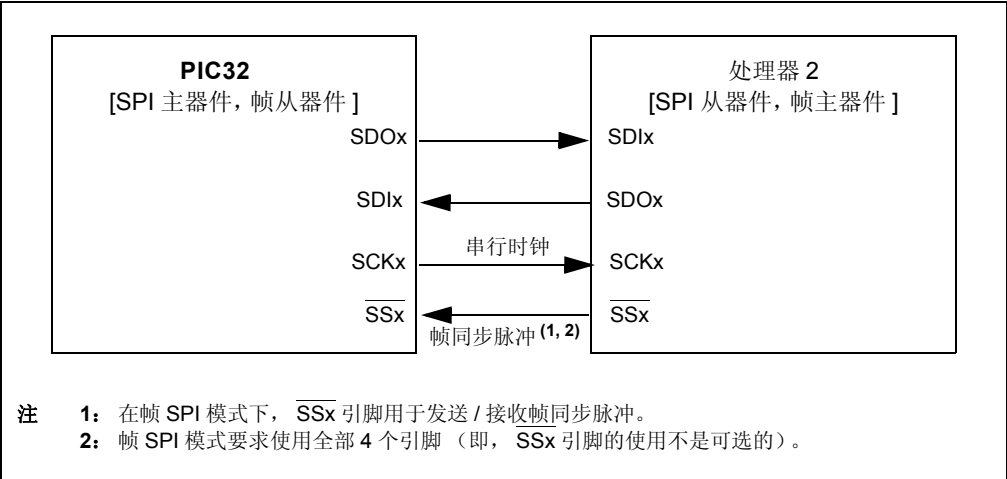 PIC32
[SPI 主器件，帧从器件 ]
处理器 2
[SPI 从器件，帧主器件 ]
SDOx
SDIx
SDIx
SDOx
串行时钟
SCKx
SCKx
SSx
SSx
帧同步脉冲 (1, 2)
注 1： 在帧 SPI 模式下， SSx 引脚用于发送 / 接收帧同步脉冲。
2： 帧 SPI 模式要求使用全部 4 个引脚 （即， SSx 引脚的使用不是可选的）。